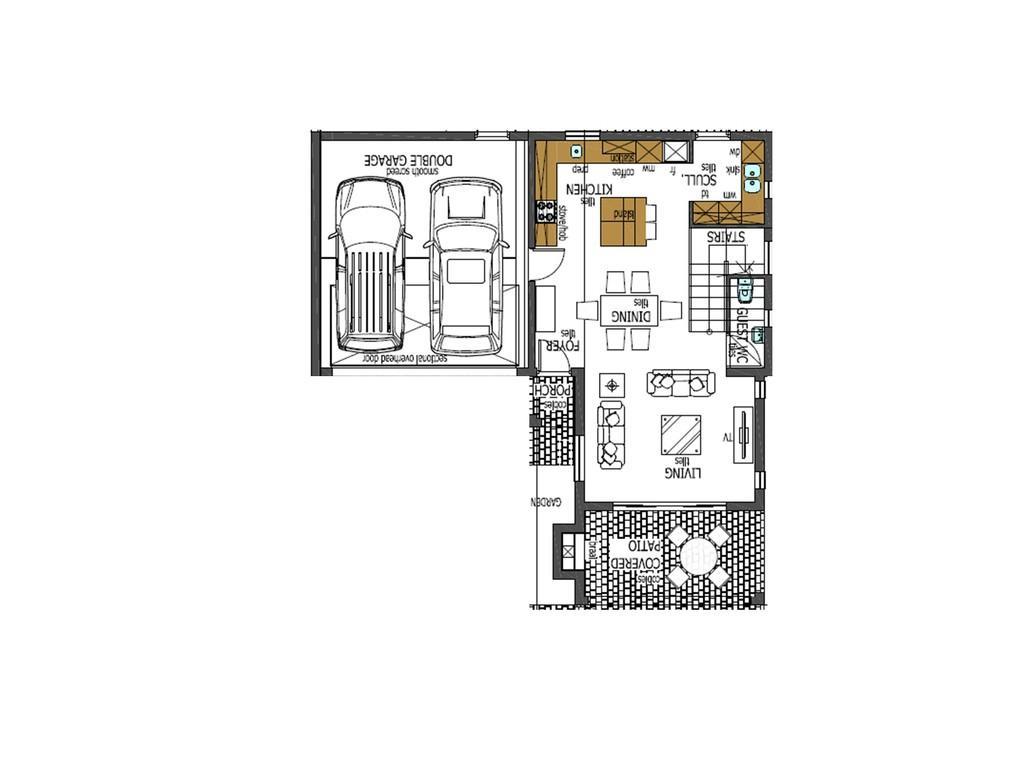 DOUBLE GARAGE
smooth screed
sectional overhead door
KITCHEN
tiles
prep
coffee
station
mw
fr
stove/hob
Island
SCULL.
tiles
dw
sink
wm
td
STAIRS
GUEST WC
tiles
DINING
tiles
FOYER
tiles
PORCH
cobles
LIVING
tiles
TV
GARDEN
COVERED
PATIO
cobles
braai